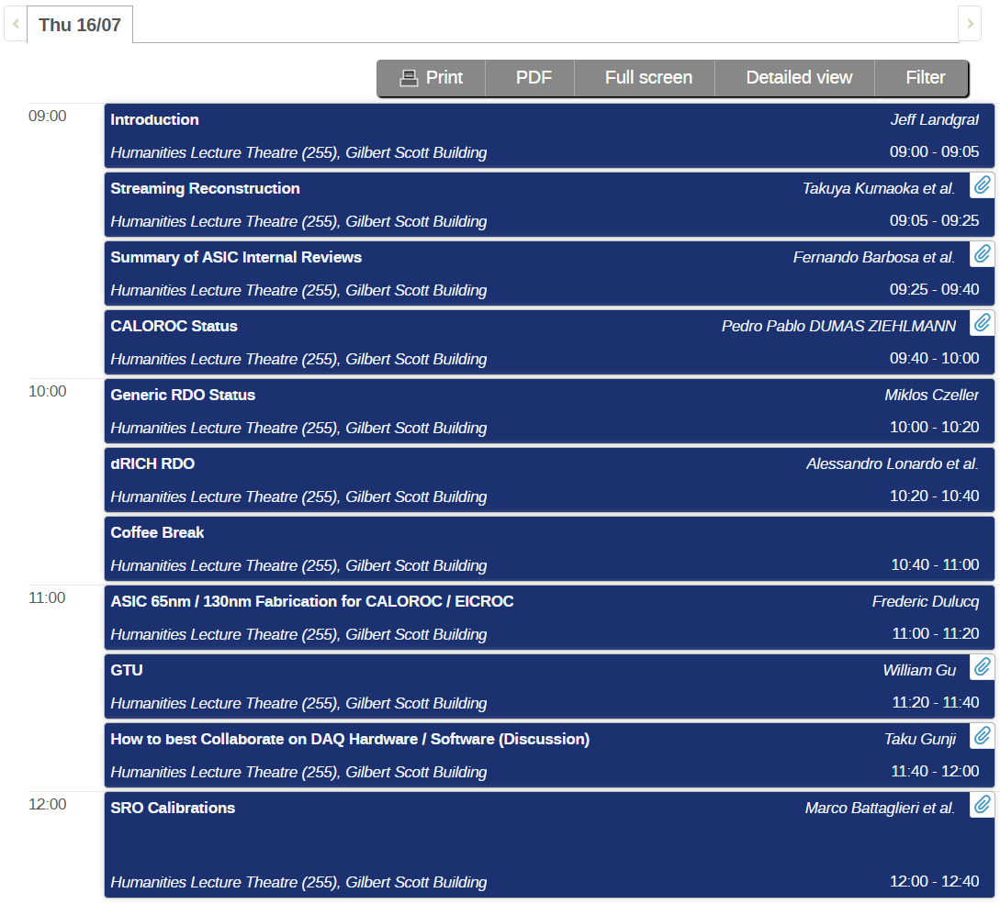 Thu 16/07
Print PDF Full screen Detailed view Filter
09:00
Introduction Jeff Landgraf
Humanities Lecture Theatre (255), Gilbert Scott Building 09:00 - 09:05
Streaming Reconstruction Takuya Kumaoka et al.
Humanities Lecture Theatre (255), Gilbert Scott Building 09:05 - 09:25
Summary of ASIC Internal Reviews Fernando Barbosa et al.
Humanities Lecture Theatre (255), Gilbert Scott Building 09:25 - 09:40
CALOROC Status Pedro Pablo DUMAS ZIEHLMANN
Humanities Lecture Theatre (255), Gilbert Scott Building 09:40 - 10:00
10:00
Generic RDO Status Miklos Czeller
Humanities Lecture Theatre (255), Gilbert Scott Building 10:00 - 10:20
dRICH RDO Alessandro Lonardo et al.
Humanities Lecture Theatre (255), Gilbert Scott Building 10:20 - 10:40
Coffee Break
Humanities Lecture Theatre (255), Gilbert Scott Building 10:40 - 11:00
11:00
ASIC 65nm / 130nm Fabrication for CALOROC / EICROC Frederic Dulucq
Humanities Lecture Theatre (255), Gilbert Scott Building 11:00 - 11:20
GTU William Gu
Humanities Lecture Theatre (255), Gilbert Scott Building 11:20 - 11:40
How to best Collaborate on DAQ Hardware / Software (Discussion) Taku Gunji
Humanities Lecture Theatre (255), Gilbert Scott Building 11:40 - 12:00
12:00
SRO Calibrations Marco Battaglieri et al.
Humanities Lecture Theatre (255), Gilbert Scott Building 12:00 - 12:40